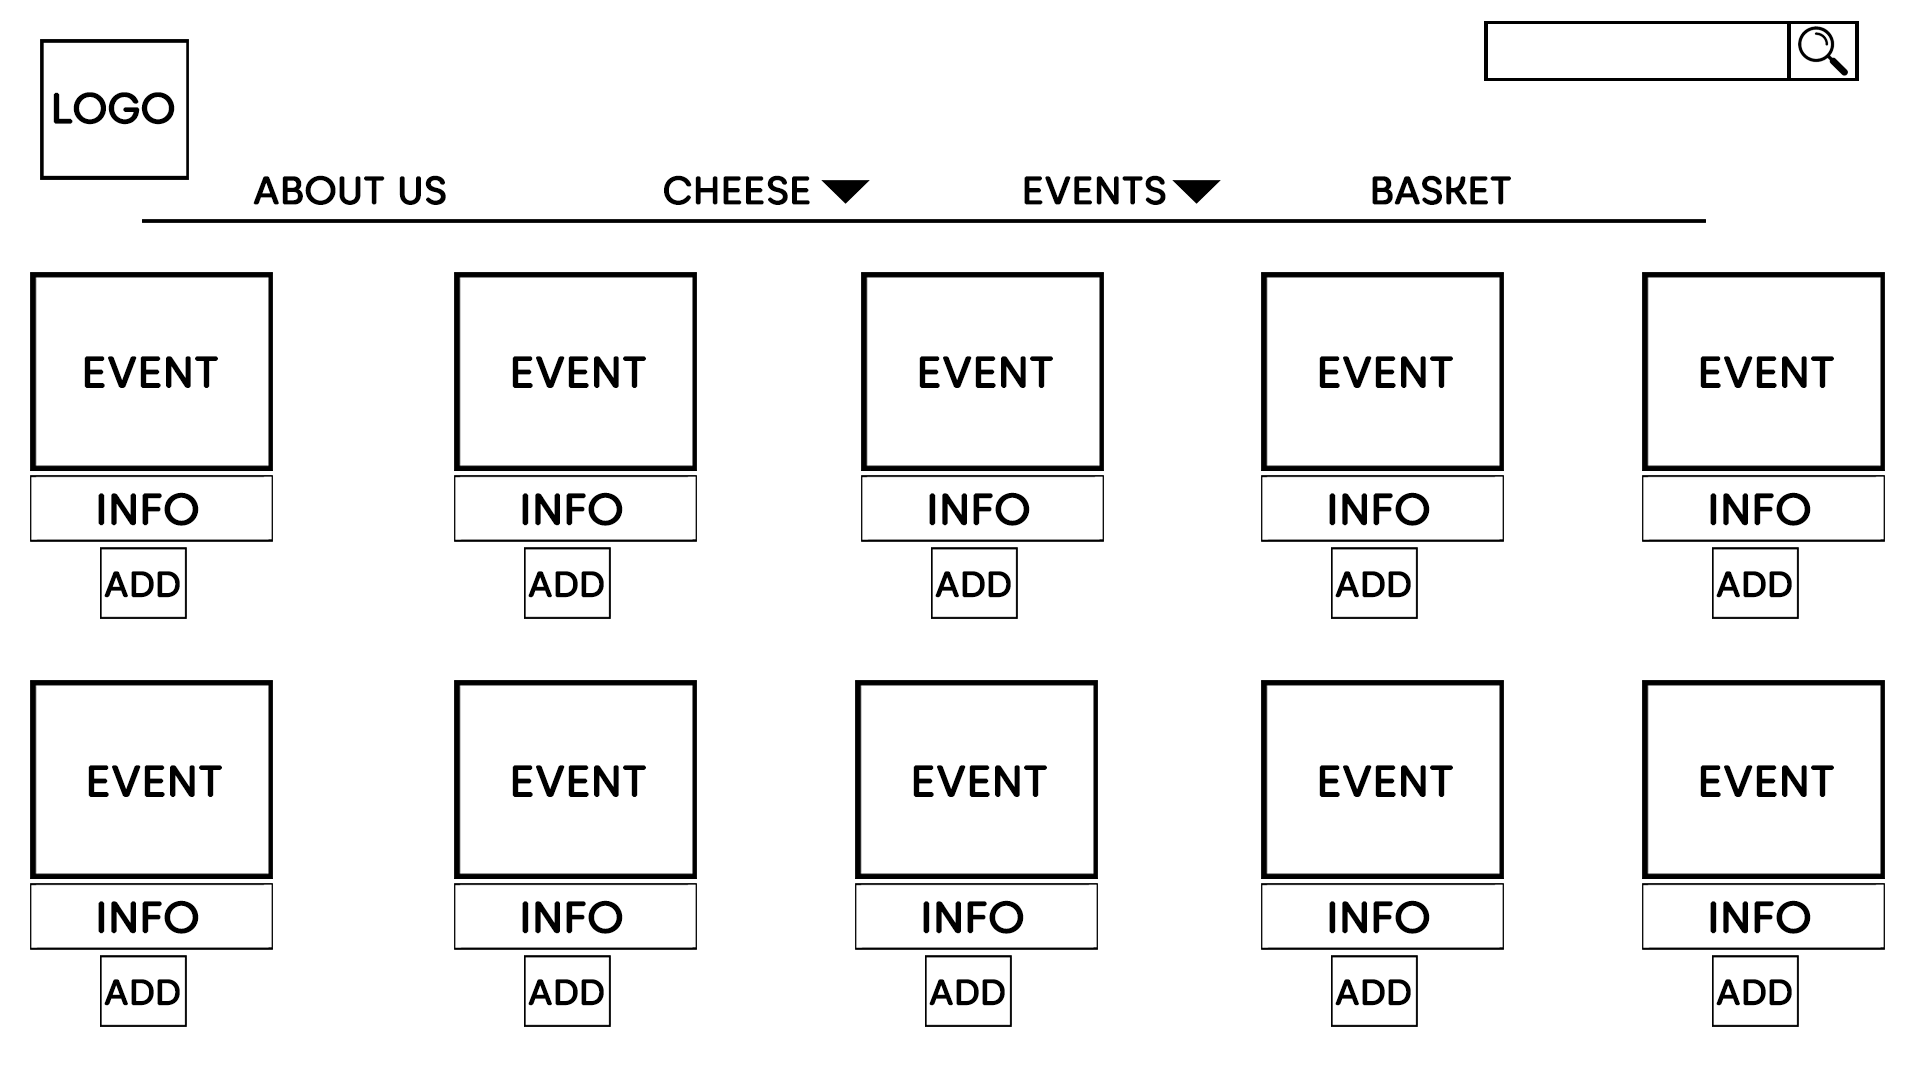 LOGO
ABOUT US CHEESE EVENTS BASKET
EVENT EVENT EVENT EVENT EVENT
INFO INFO INFO INFO INFO
ADD ADD ADD ADD ADD
EVENT EVENT EVENT EVENT EVENT
INFO INFO INFO INFO INFO
ADD ADD ADD ADD ADD